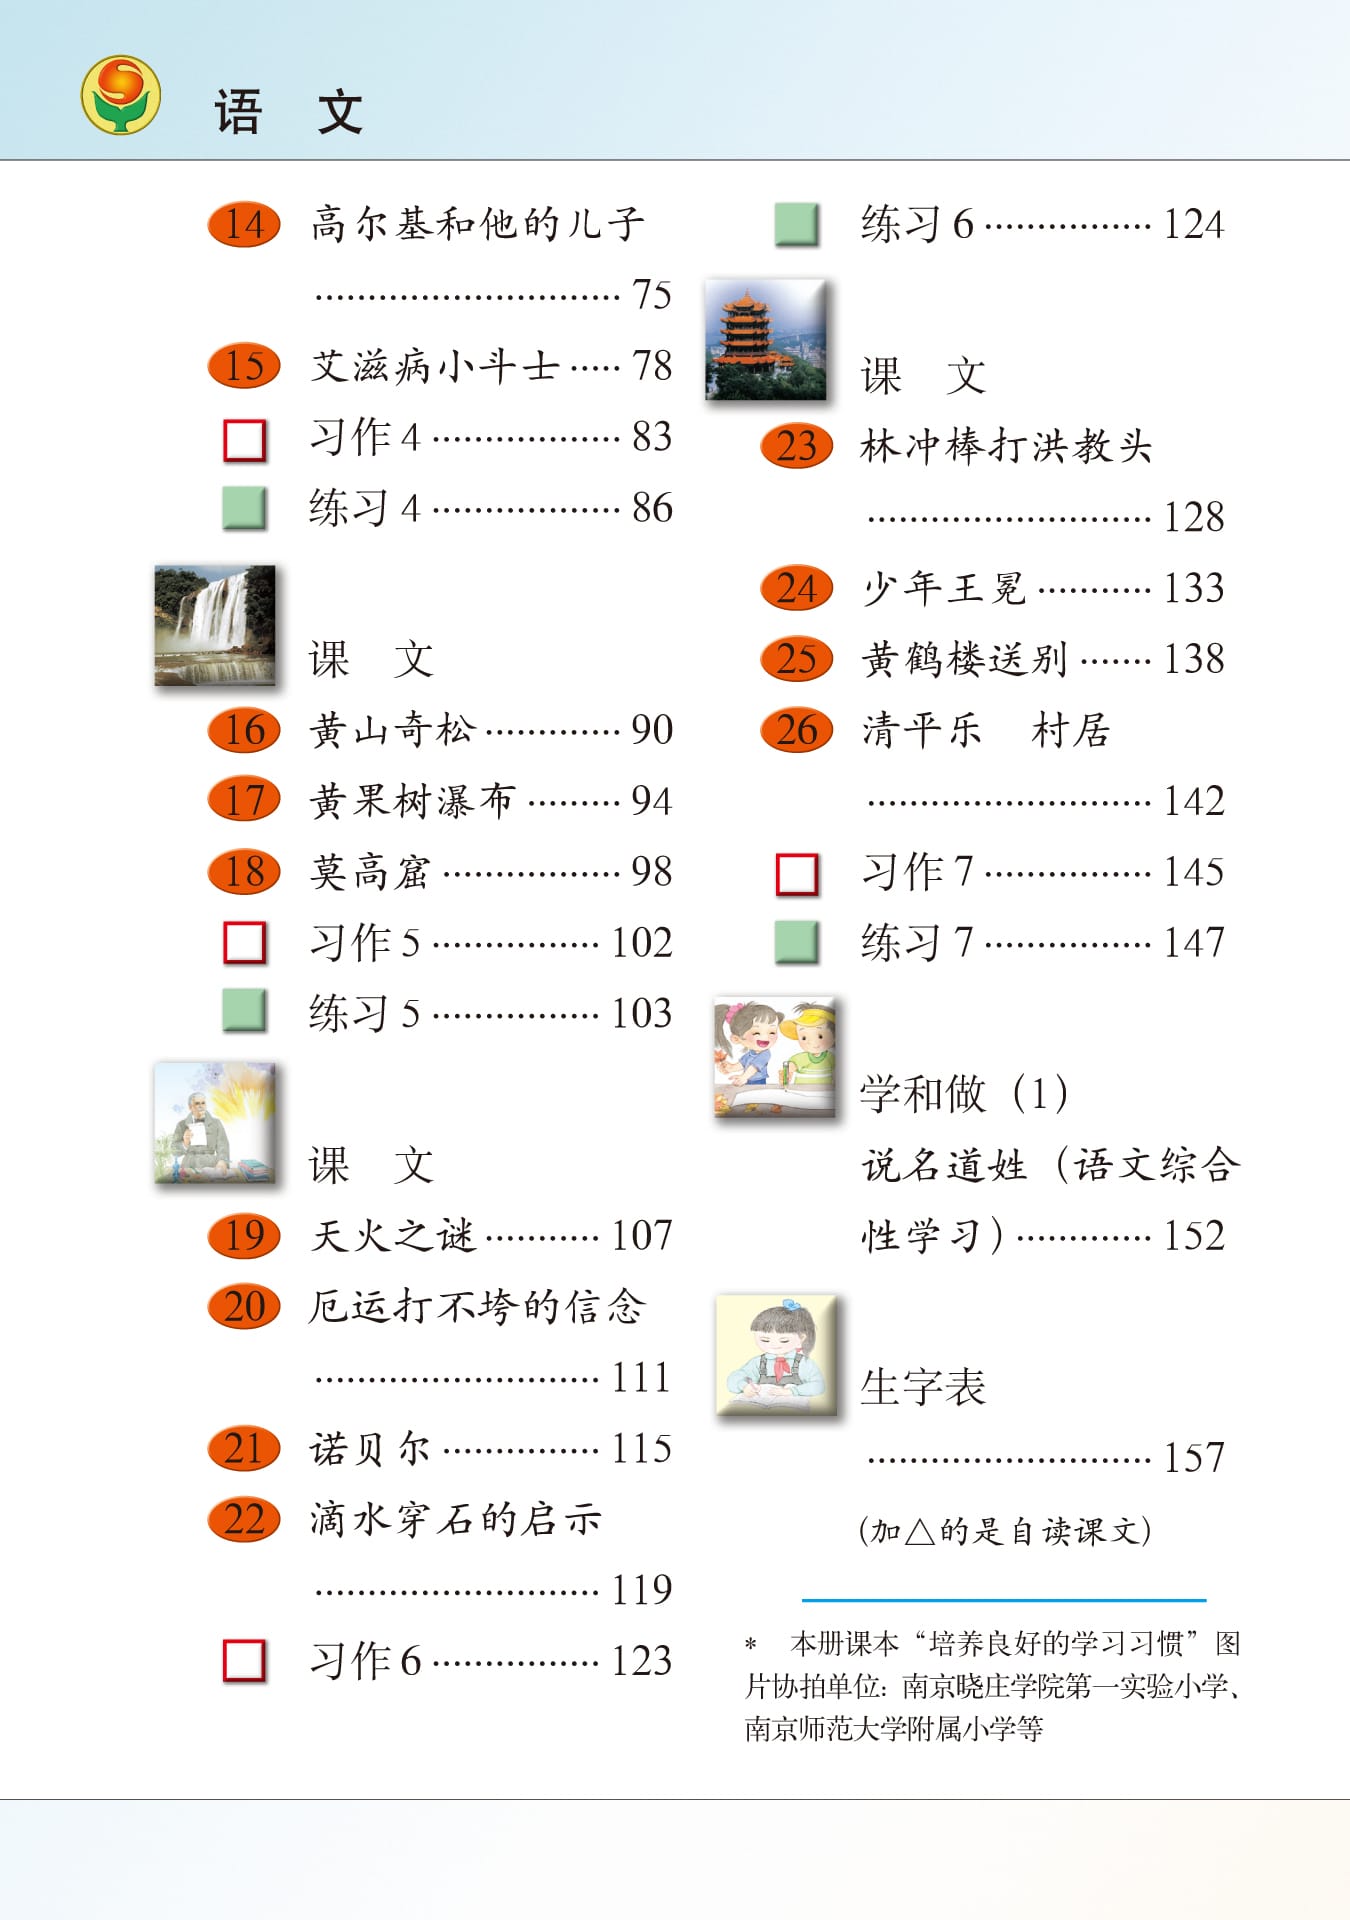 语 文
14 高尔基和他的儿子
………………………… 75
15 艾滋病小斗士 ····· 78
习作 4 ……………… 83
练习 4 ……………… 86
课 文
16 黄山奇松 ………… 90
17 黄果树瀑布 ……… 94
18 莫高窟 …………… 98
习作 5 …………… 102
练习 5 …………… 103
课 文
19 天火之谜 ……… 107
20 厄运打不垮的信念
……………………… 111
21 诺贝尔 …………… 115
22 滴水穿石的启示
……………………… 119
习作 6 …………… 123
练习 6 …………… 124
课 文
23 林冲棒打洪教头
……………………… 128
24 少年王冕 ……… 133
25 黄鹤楼送别 ······· 138
26 清平乐 村居
……………………… 142
习作 7 …………… 145
练习 7 …………… 147
学和做（1）
说名道姓（语文综合
性学习）………… 152
生字表
……………………… 157
(加△的是自读课文)
* 本册课本“培养良好的学习习惯”图
片协拍单位：南京晓庄学院第一实验小学、
南京师范大学附属小学等